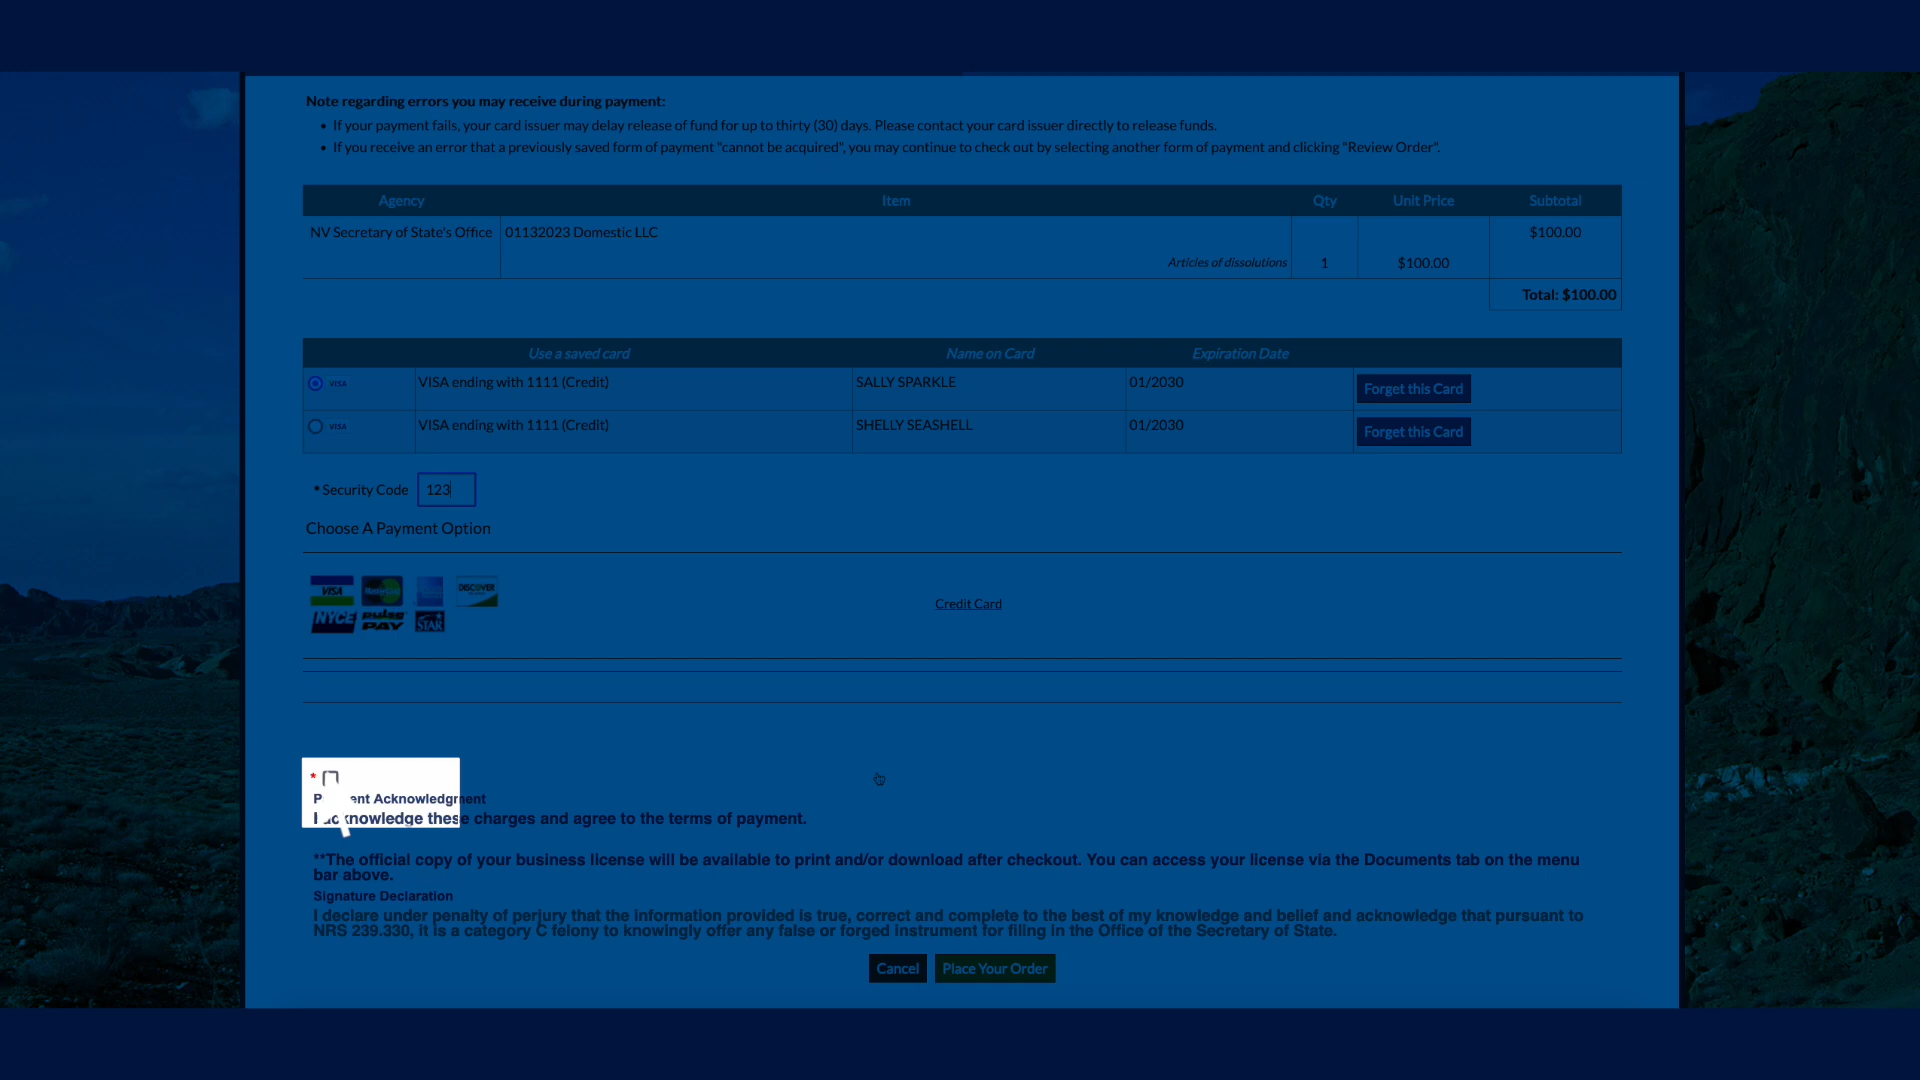 Note regarding errors you may receive during payment:
• If your payment fails, your card issuer may delay release of fund for up to thirty (30) days. Please contact your card issuer directly to release funds.
• If you receive an error that a previously saved form of payment "cannot be acquired", you may continue to check out by selecting another form of payment and clicking "Review Order".
Agency Item Qty Unit Price Subtotal
NV Secretary of State's Office 01132023 Domestic LLC $100.00
Articles of dissolutions 1 $100.00
Total: $100.00
Use a saved card Name on Card Expiration Date
VISA VISA ending with 1111 (Credit) SALLY SPARKLE 01/2030 Forget this Card
VISA VISA ending with 1111 (Credit) SHELLY SEASHELL 01/2030 Forget this Card
* Security Code 123
Choose A Payment Option
VISA MasterCard DISCOVER
NYCE PULSE PAY STAR
Credit Card
*
Acknowledgment
I acknowledge these charges and agree to the terms of payment.
**The official copy of your business license will be available to print and/or download after checkout. You can access your license via the Documents tab on the menu
bar above.
Signature Declaration
I declare under penalty of perjury that the information provided is true, correct and complete to the best of my knowledge and belief and acknowledge that pursuant to
NRS 239.330, it is a category C felony to knowingly offer any false or forged instrument for filing in the Office of the Secretary of State.
Cancel Place Your Order